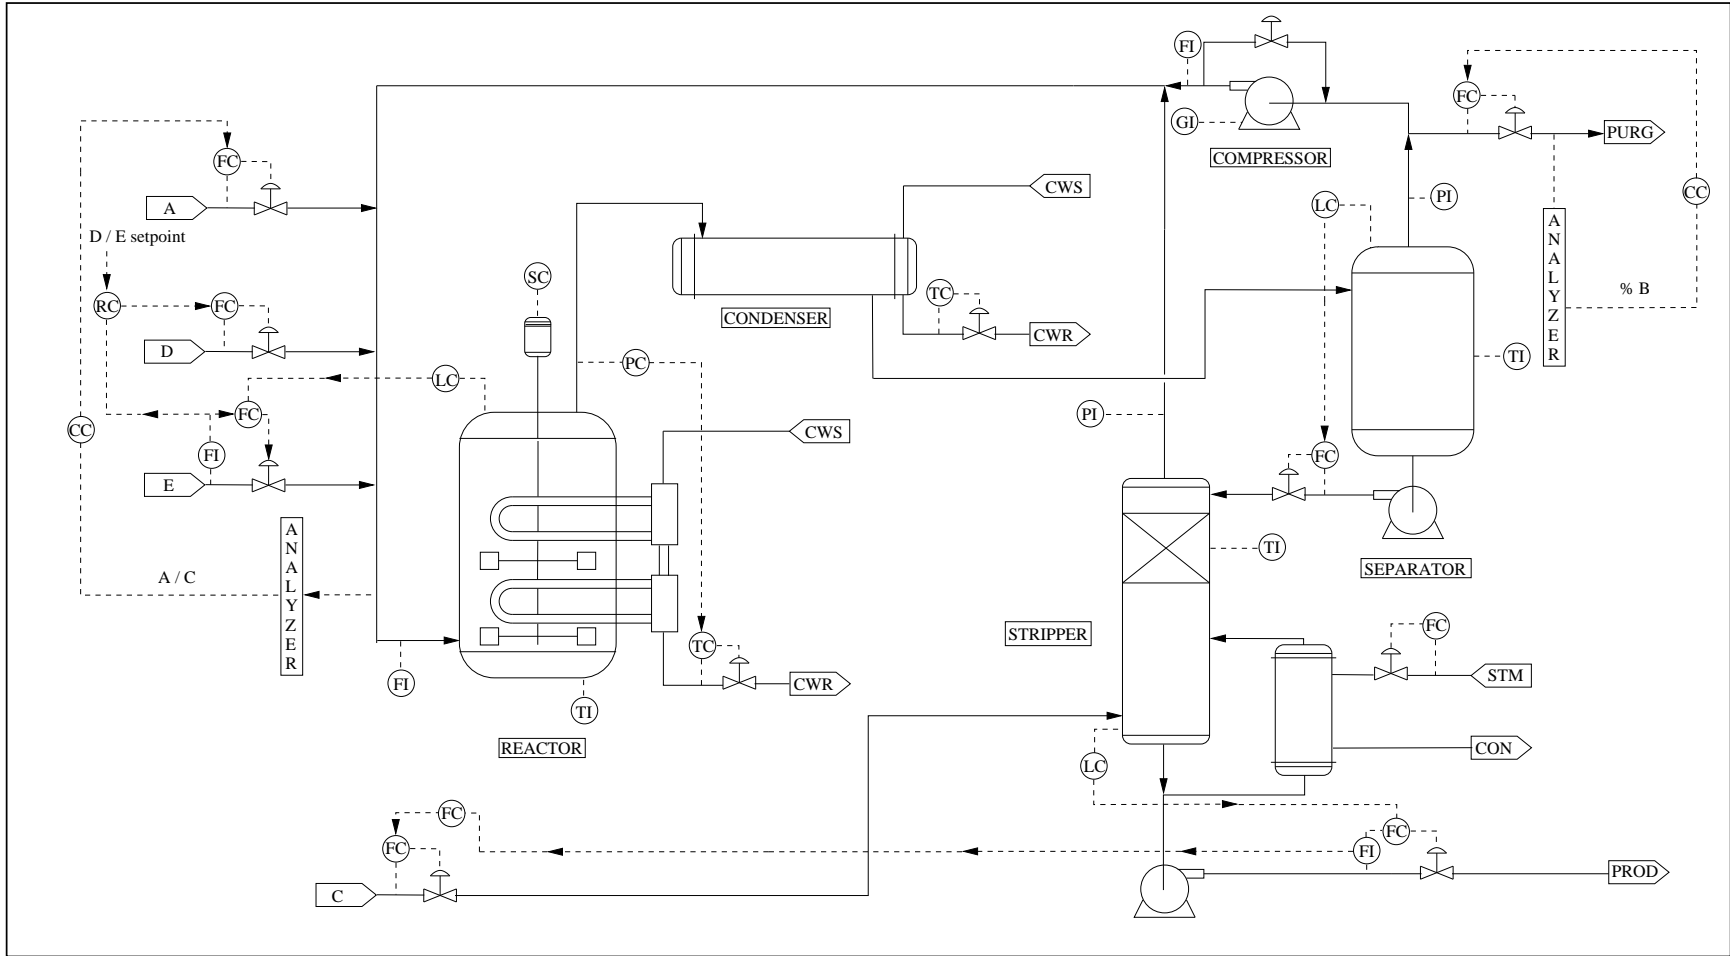 FI
FC
GI
PURG
COMPRESSOR
FC
A
CWS
PI
LC
CC
ANALYZER
D / E setpoint
SC
RC
FC
TC
% B
CONDENSER
CWR
D
PC
TI
LC
FC
PI
CC
CWS
FI
FC
E
ANALYZER
TI
SEPARATOR
A / C
STRIPPER
FC
TC
STM
FI
CWR
TI
REACTOR
CON
LC
FC
FC
FC
FI
PROD
C